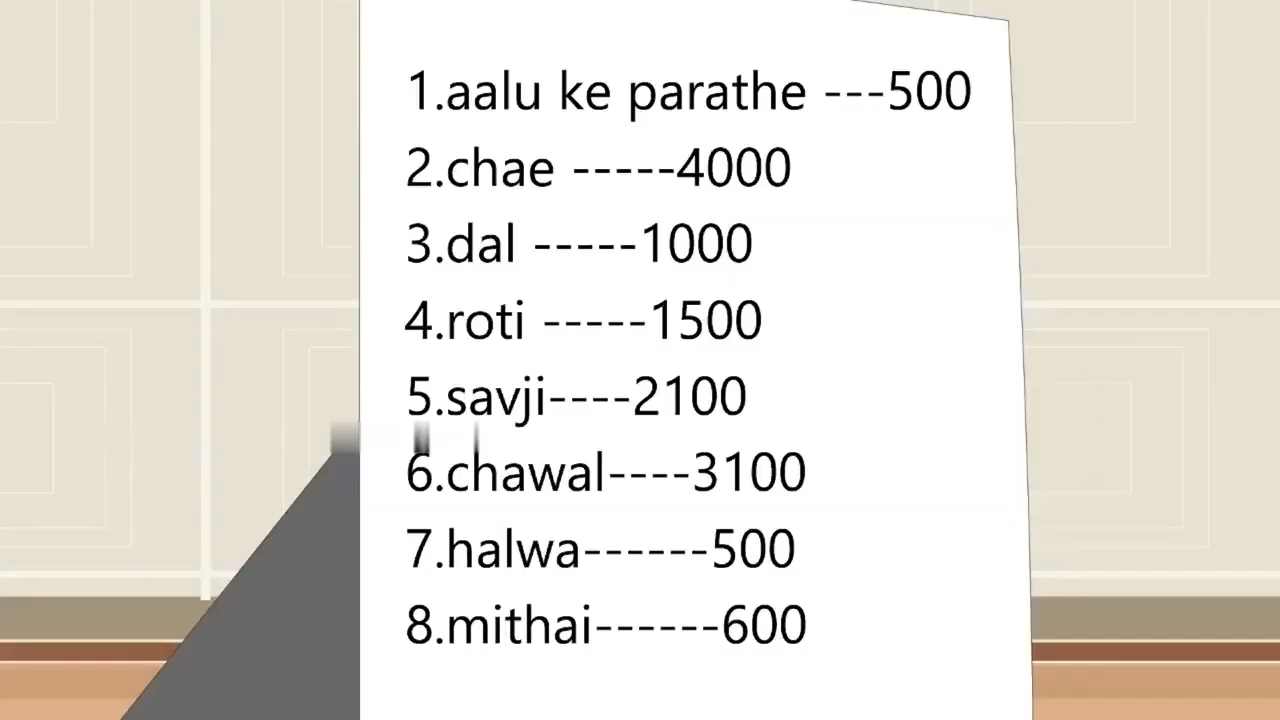 1.aalu ke parathe ---500
2.chae -----4000
3.dal -----1000
4.roti -----1500
5.savji----2100
6.chawal----3100
7.halwa------500
8.mithai------600